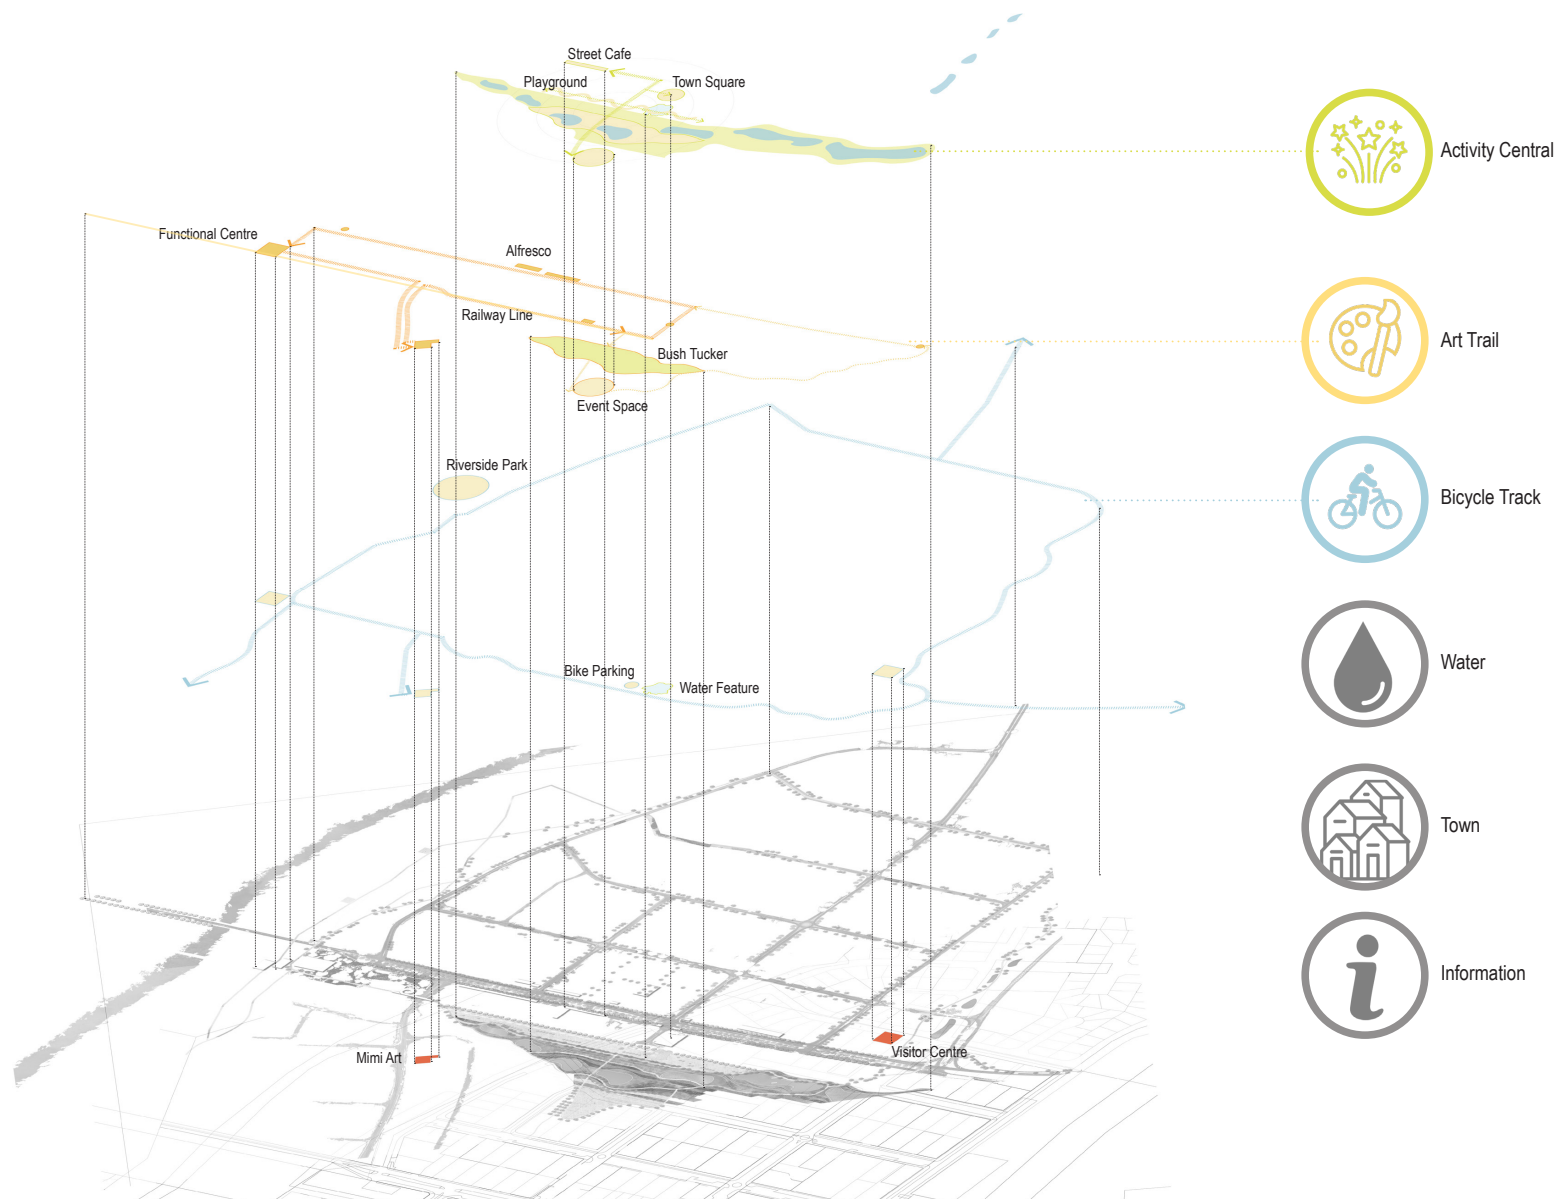 Street Cafe
Playground
Town Square
Activity Central
Functional Centre
Alfresco
Railway Line
Art Trail
Bush Tucker
Event Space
Riverside Park
Bicycle Track
Bike Parking
Water Feature
Water
Town
Information
Mimi Art
Visitor Centre